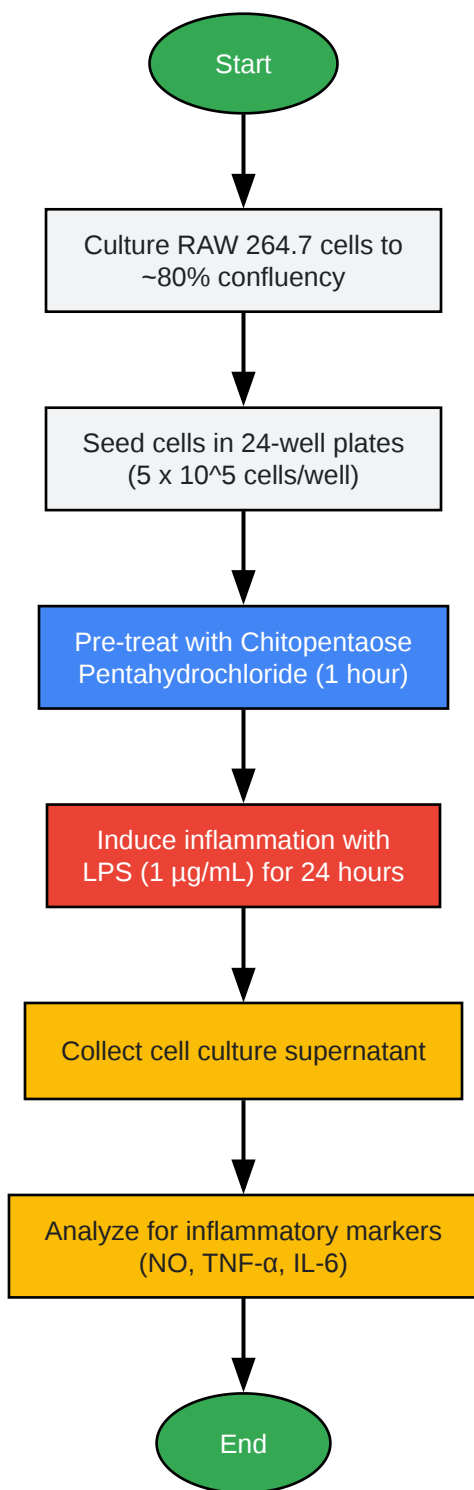 Start
Culture RAW 264.7 cells to
~80% confluency
Seed cells in 24-well plates
(5 x 10^5 cells/well)
Pre-treat with Chitopentaose
Pentahydrochloride (1 hour)
Induce inflammation with
LPS (1 µg/mL) for 24 hours
Collect cell culture supernatant
Analyze for inflammatory markers
(NO, TNF-α, IL-6)
End